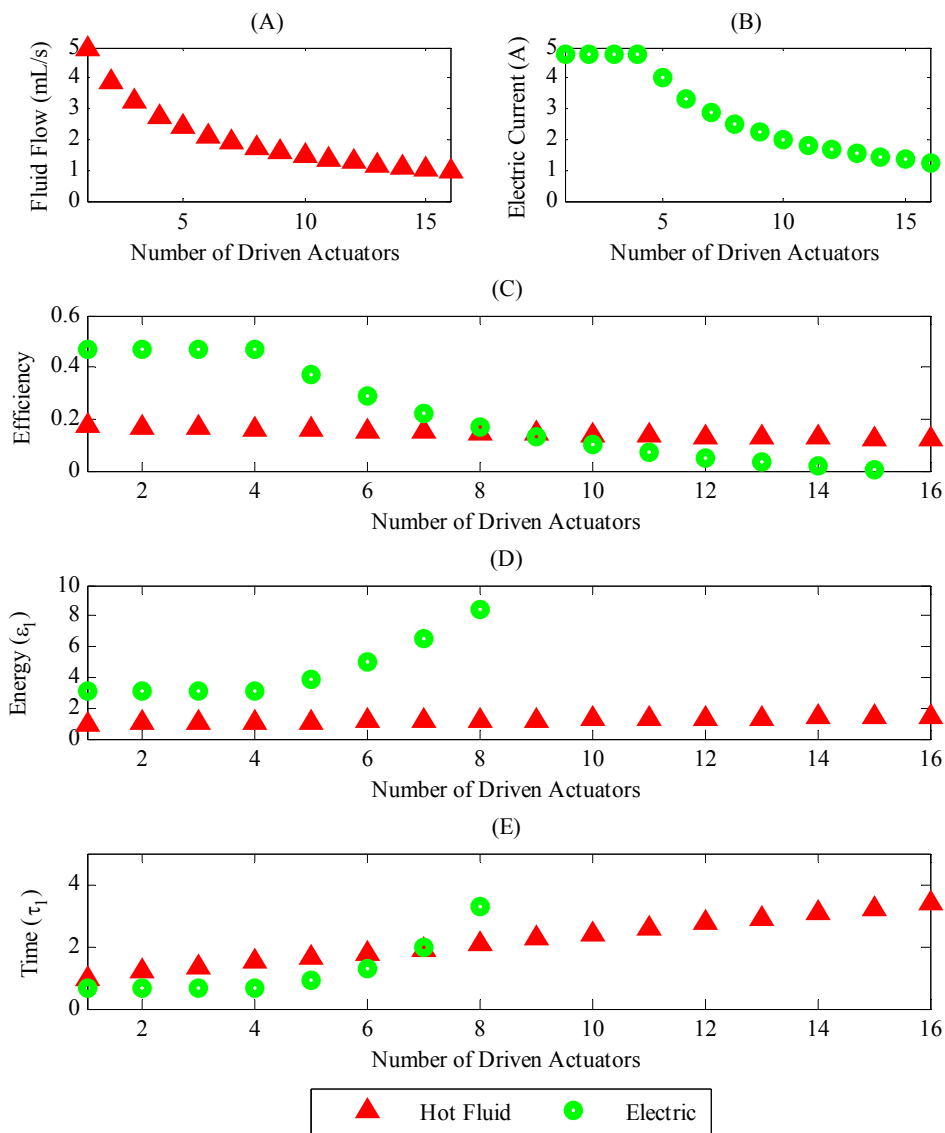 (A)
Fluid Flow (mL/s)
5
4
3
2
1
0
5 10 15
Number of Driven Actuators
(B)
Electric Current (A)
5
4
3
2
1
0
5 10 15
Number of Driven Actuators
(C)
Efficiency
0.6
0.4
0.2
0
2 4 6 8 10 12 14 16
Number of Driven Actuators
(D)
Energy (ε₁)
10
8
6
4
2
0
2 4 6 8 10 12 14 16
Number of Driven Actuators
(E)
Time (τ₁)
4
2
0
2 4 6 8 10 12 14 16
Number of Driven Actuators
Hot Fluid Electric